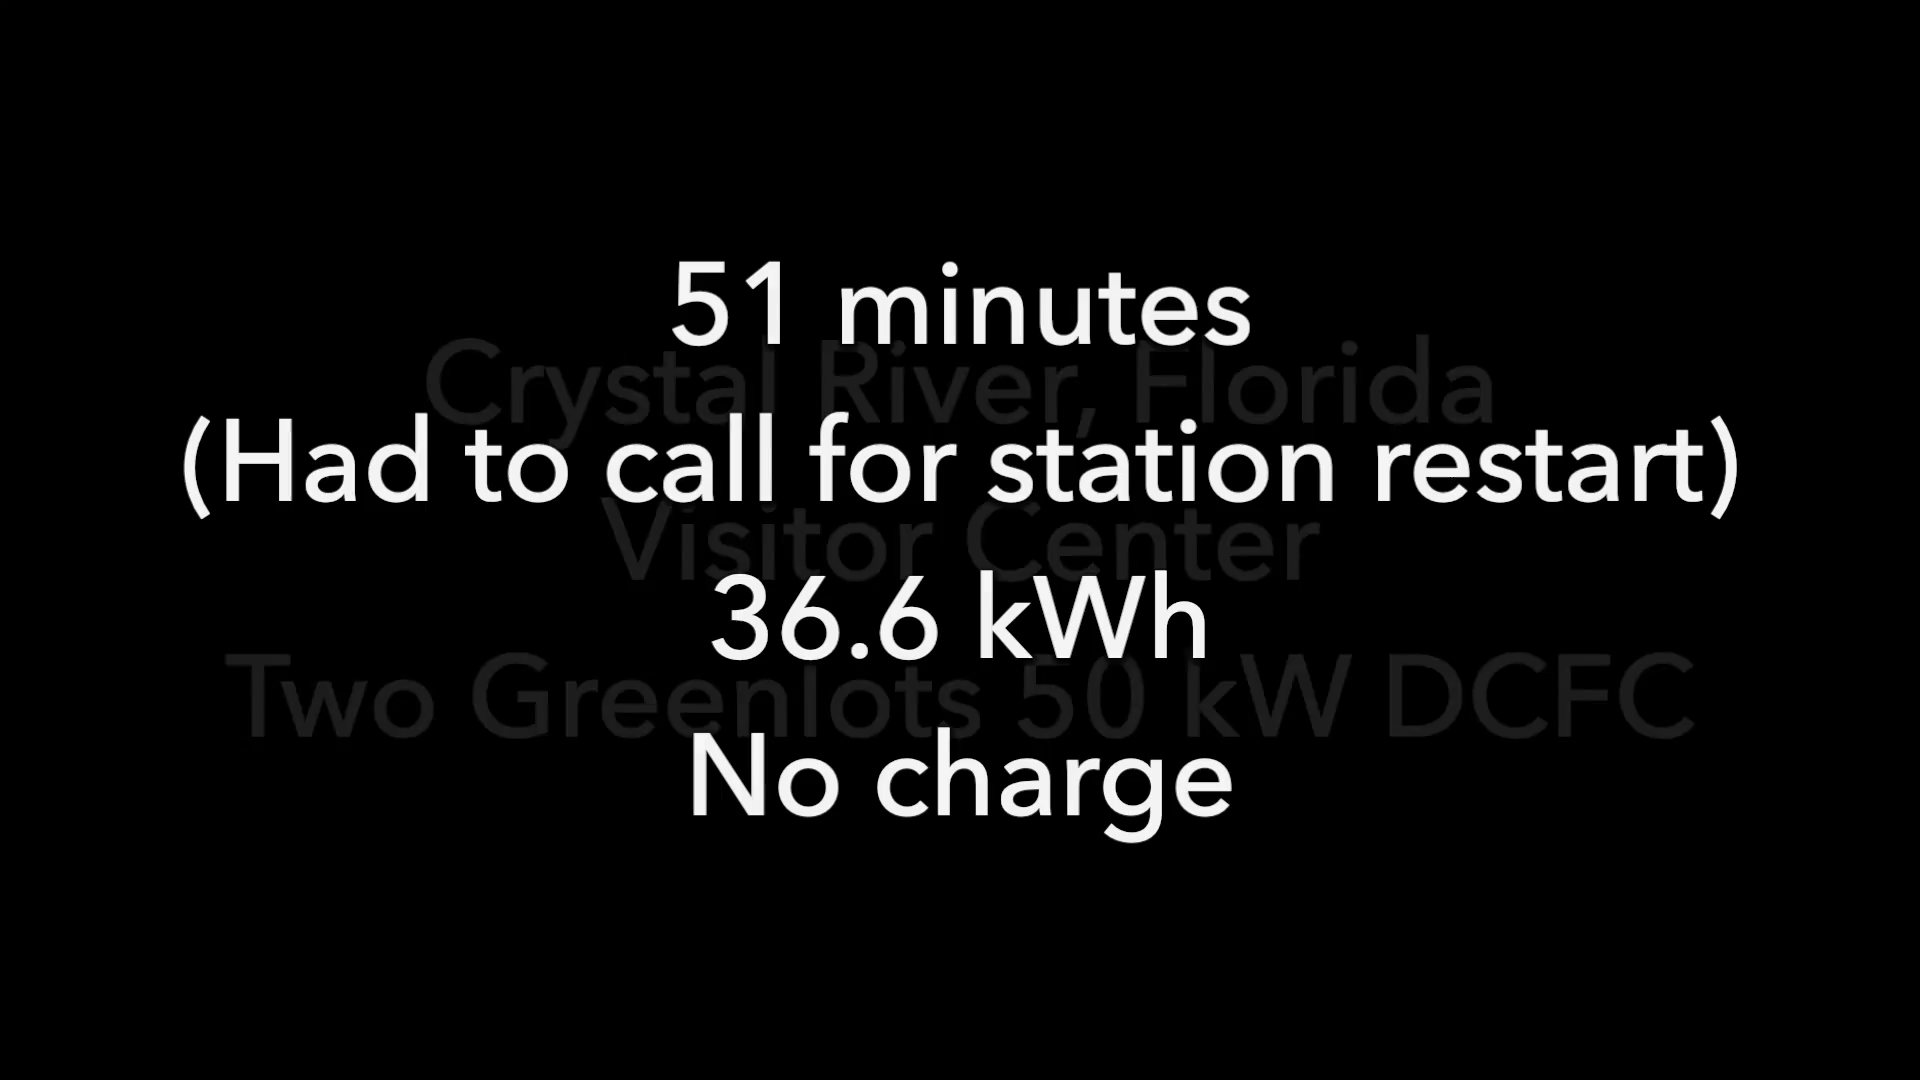 51 minutes
Crystal River, Florida
(Had to call for station restart)
Visitor Center
36.6 kWh
Two Greenlots 50 kW DCFC
No charge